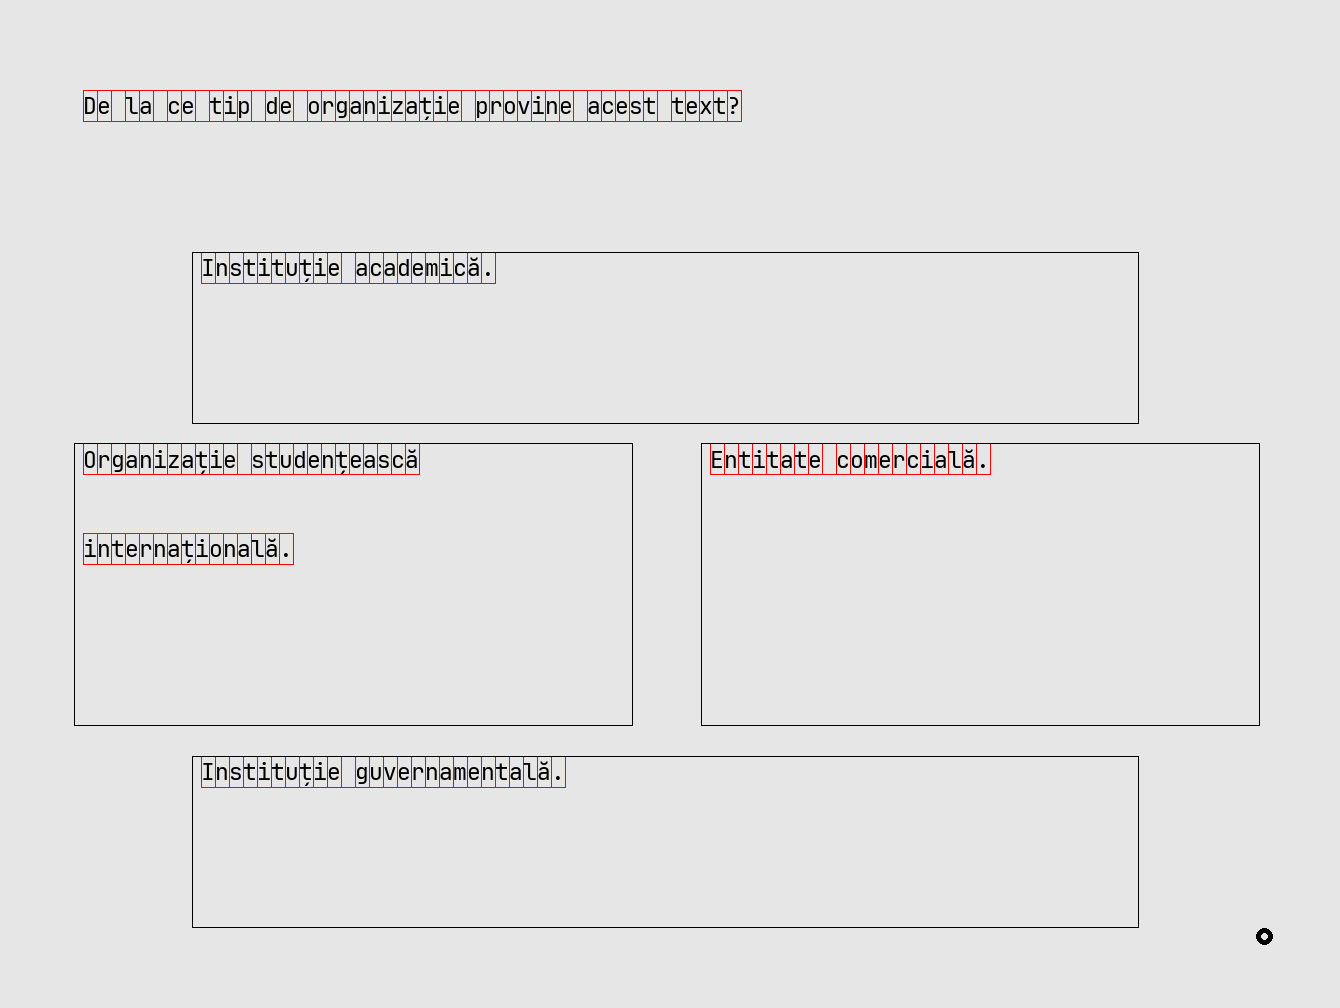 De la ce tip de organizație provine acest text?
Instituție academică.
Organizație studențească
internațională.
Entitate comercială.
Instituție guvernamentală.